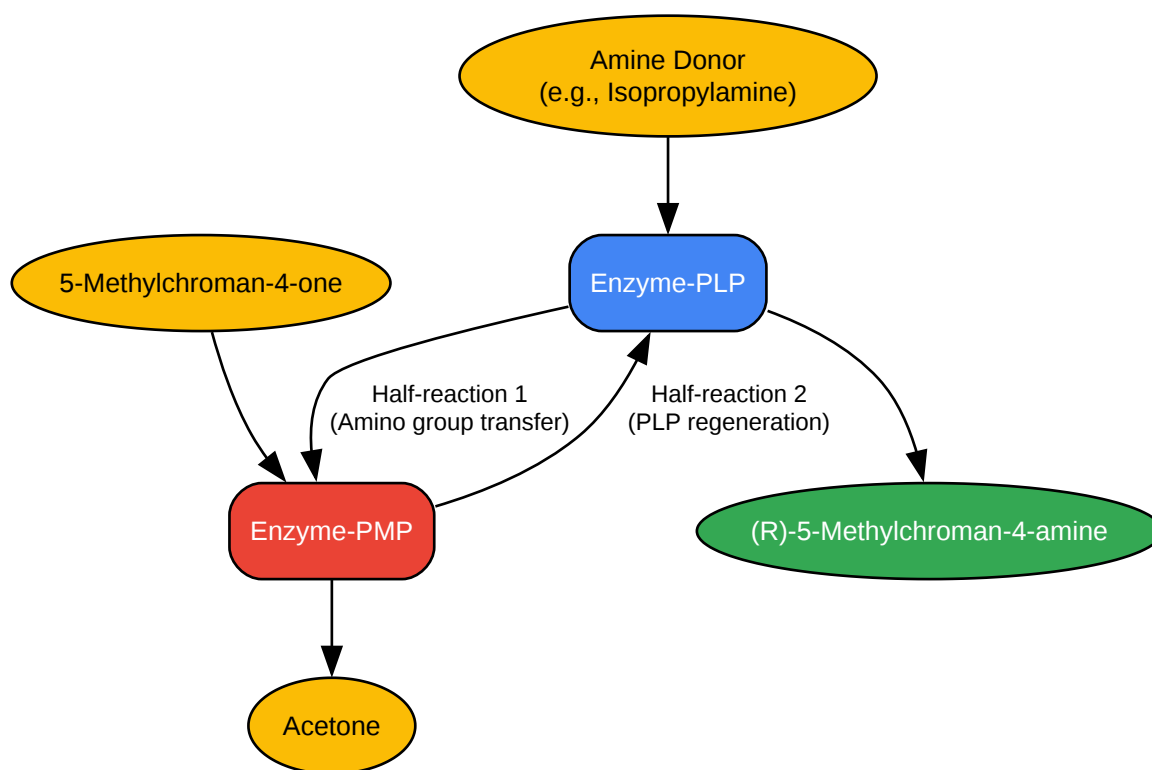 Amine Donor
(e.g., Isopropylamine)
5-Methylchroman-4-one
Enzyme-PLP
Half-reaction 1
(Amino group transfer)
Half-reaction 2
(PLP regeneration)
Enzyme-PMP
(R)-5-Methylchroman-4-amine
Acetone